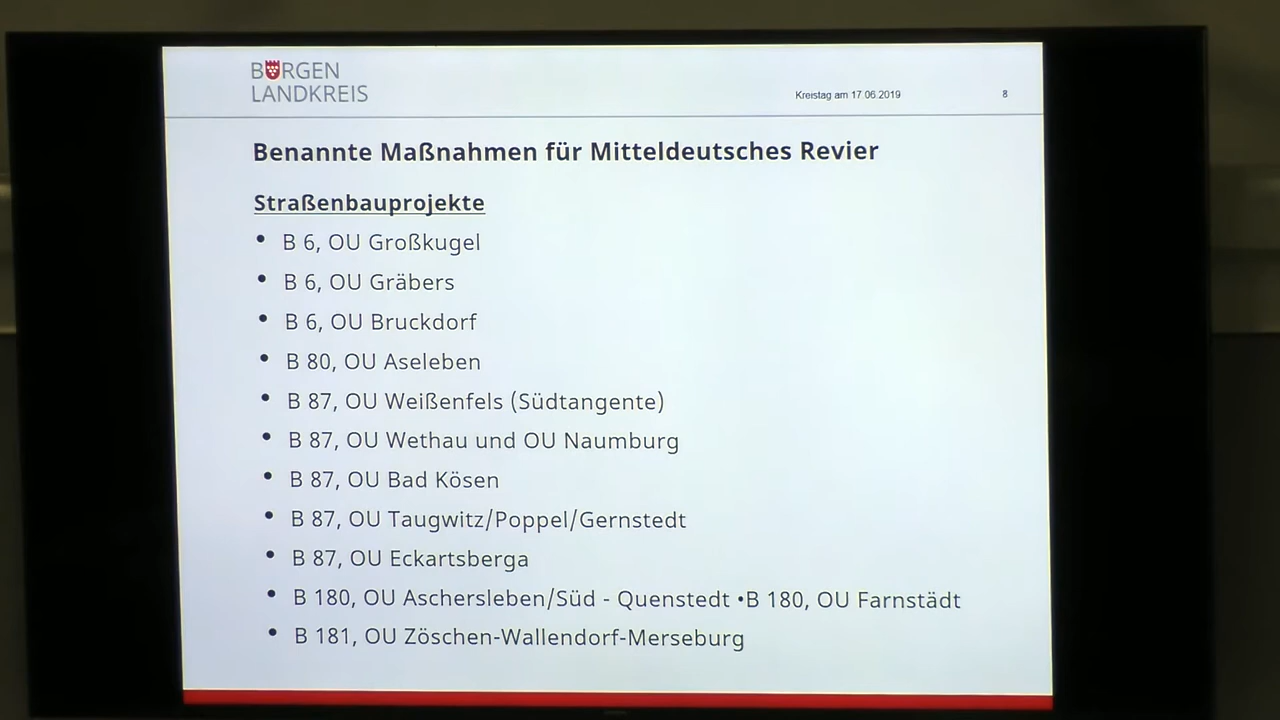 BURGEN
LANDKREIS
Kreistag am 17.06.2019
8
Benannte Maßnahmen für Mitteldeutsches Revier
Straßenbauprojekte
• B 6, OU Großkugel
• B 6, OU Gräbers
• B 6, OU Bruckdorf
• B 80, OU Aseleben
• B 87, OU Weißenfels (Südtangente)
• B 87, OU Wethau und OU Naumburg
• B 87, OU Bad Kösen
• B 87, OU Taugwitz/Poppel/Gernstedt
• B 87, OU Eckartsberga
• B 180, OU Aschersleben/Süd - Quenstedt •B 180, OU Farnstädt
• B 181, OU Zöschen-Wallendorf-Merseburg